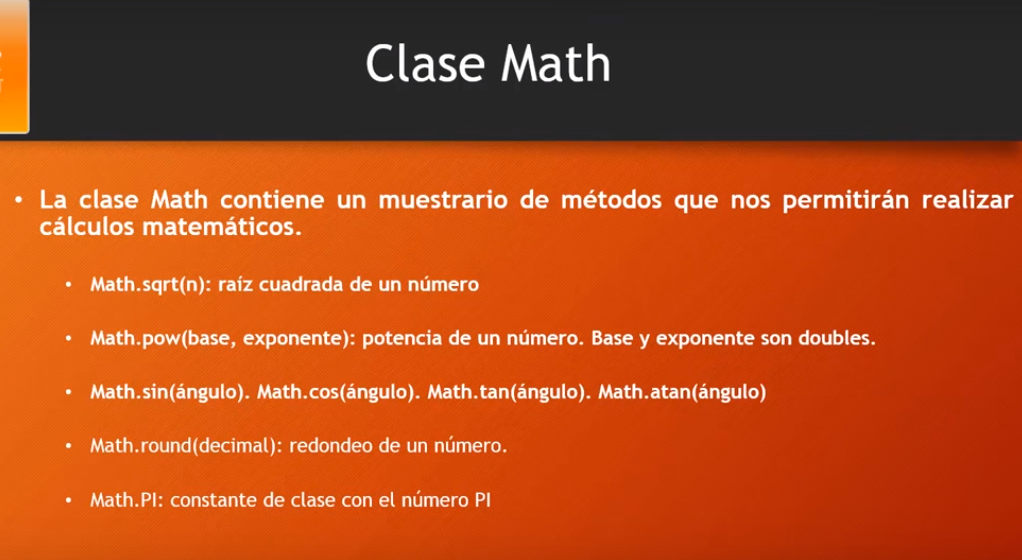 Clase Math
• La clase Math contiene un muestrario de métodos que nos permitirán realizar
cálculos matemáticos.
• Math.sqrt(n): raíz cuadrada de un número
• Math.pow(base, exponente): potencia de un número. Base y exponente son doubles.
• Math.sin(ángulo). Math.cos(ángulo). Math.tan(ángulo). Math.atan(ángulo)
• Math.round(decimal): redondeo de un número.
• Math.PI: constante de clase con el número PI